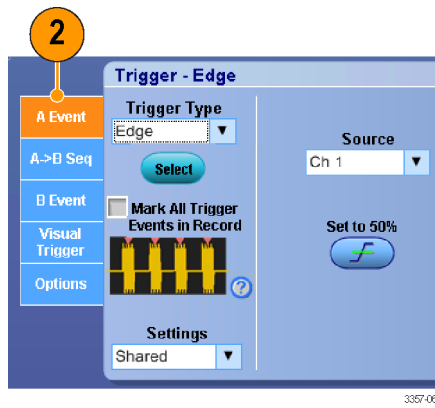 2
Trigger - Edge
A Event
A->B Seq
B Event
Visual
Trigger
Options
Trigger Type
Edge
Select
Mark All Trigger
Events in Record
?
Settings
Shared
Source
Ch 1
Set to 50%
3357-06